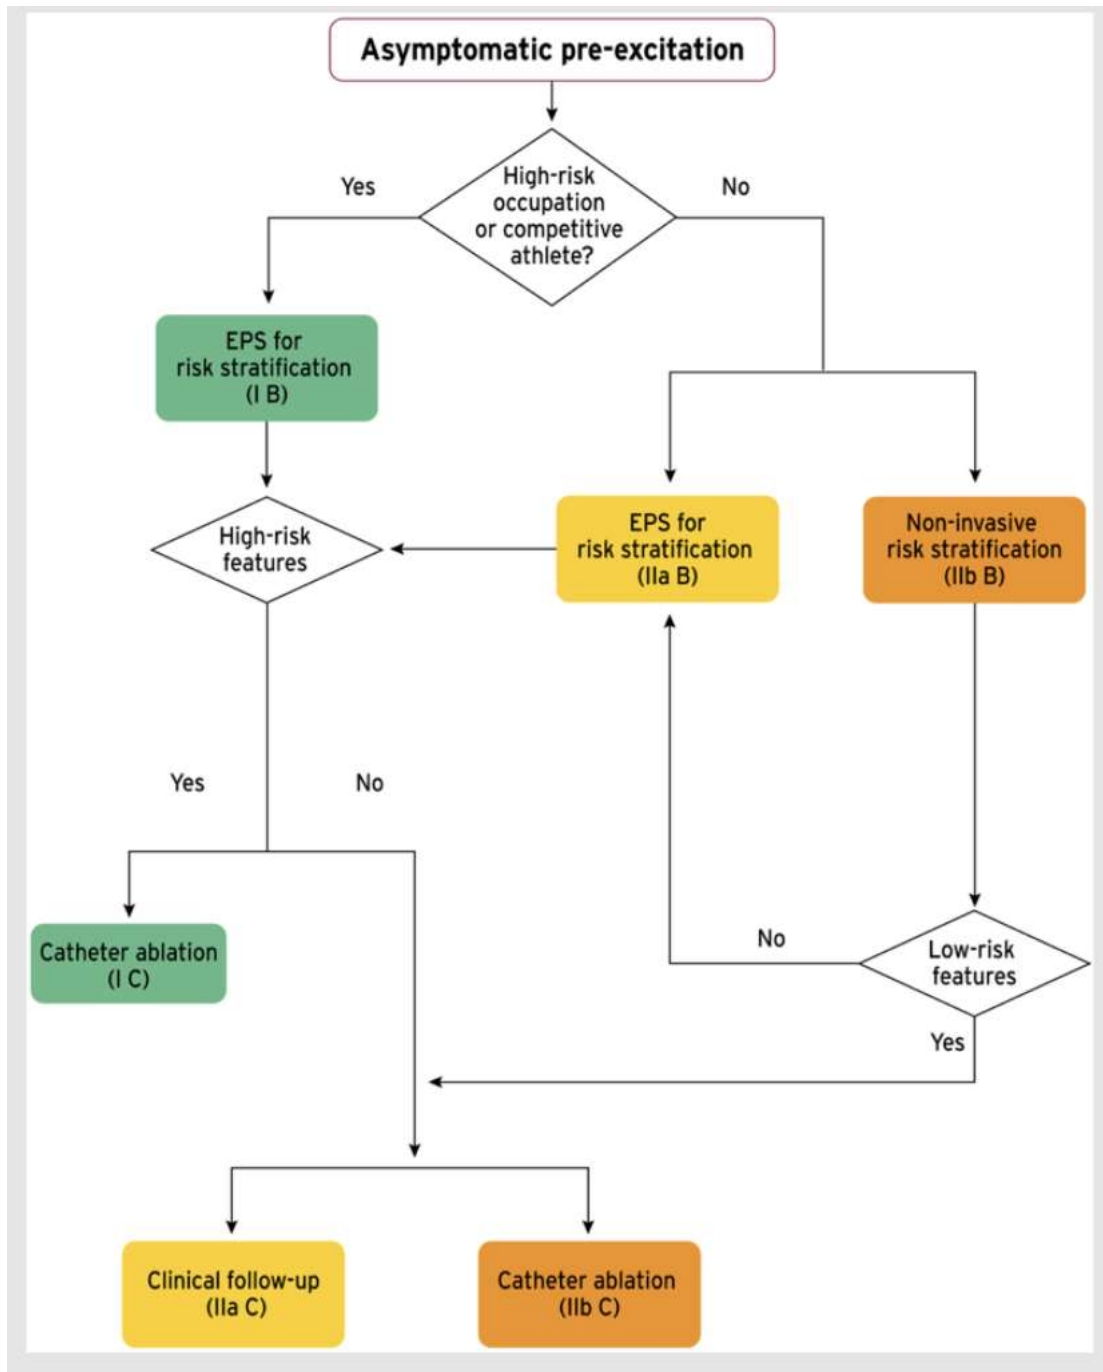 Asymptomatic pre-excitation
High-risk
occupation
or competitive
athlete?
Yes
No
EPS for
risk stratification
(I B)
High-risk
features
EPS for
risk stratification
(IIa B)
Non-invasive
risk stratification
(IIb B)
Yes
No
Catheter ablation
(I C)
No
Low-risk
features
Yes
Clinical follow-up
(IIa C)
Catheter ablation
(IIb C)